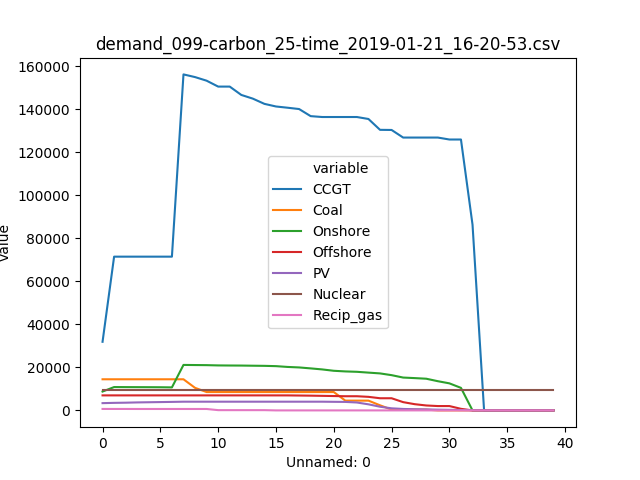 demand_099-carbon_25-time_2019-01-21_16-20-53.csv
160000
140000
120000
100000
80000
60000
40000
20000
0
value
variable
CCGT
Coal
Onshore
Offshore
PV
Nuclear
Recip_gas
0 5 10 15 20 25 30 35 40
Unnamed: 0